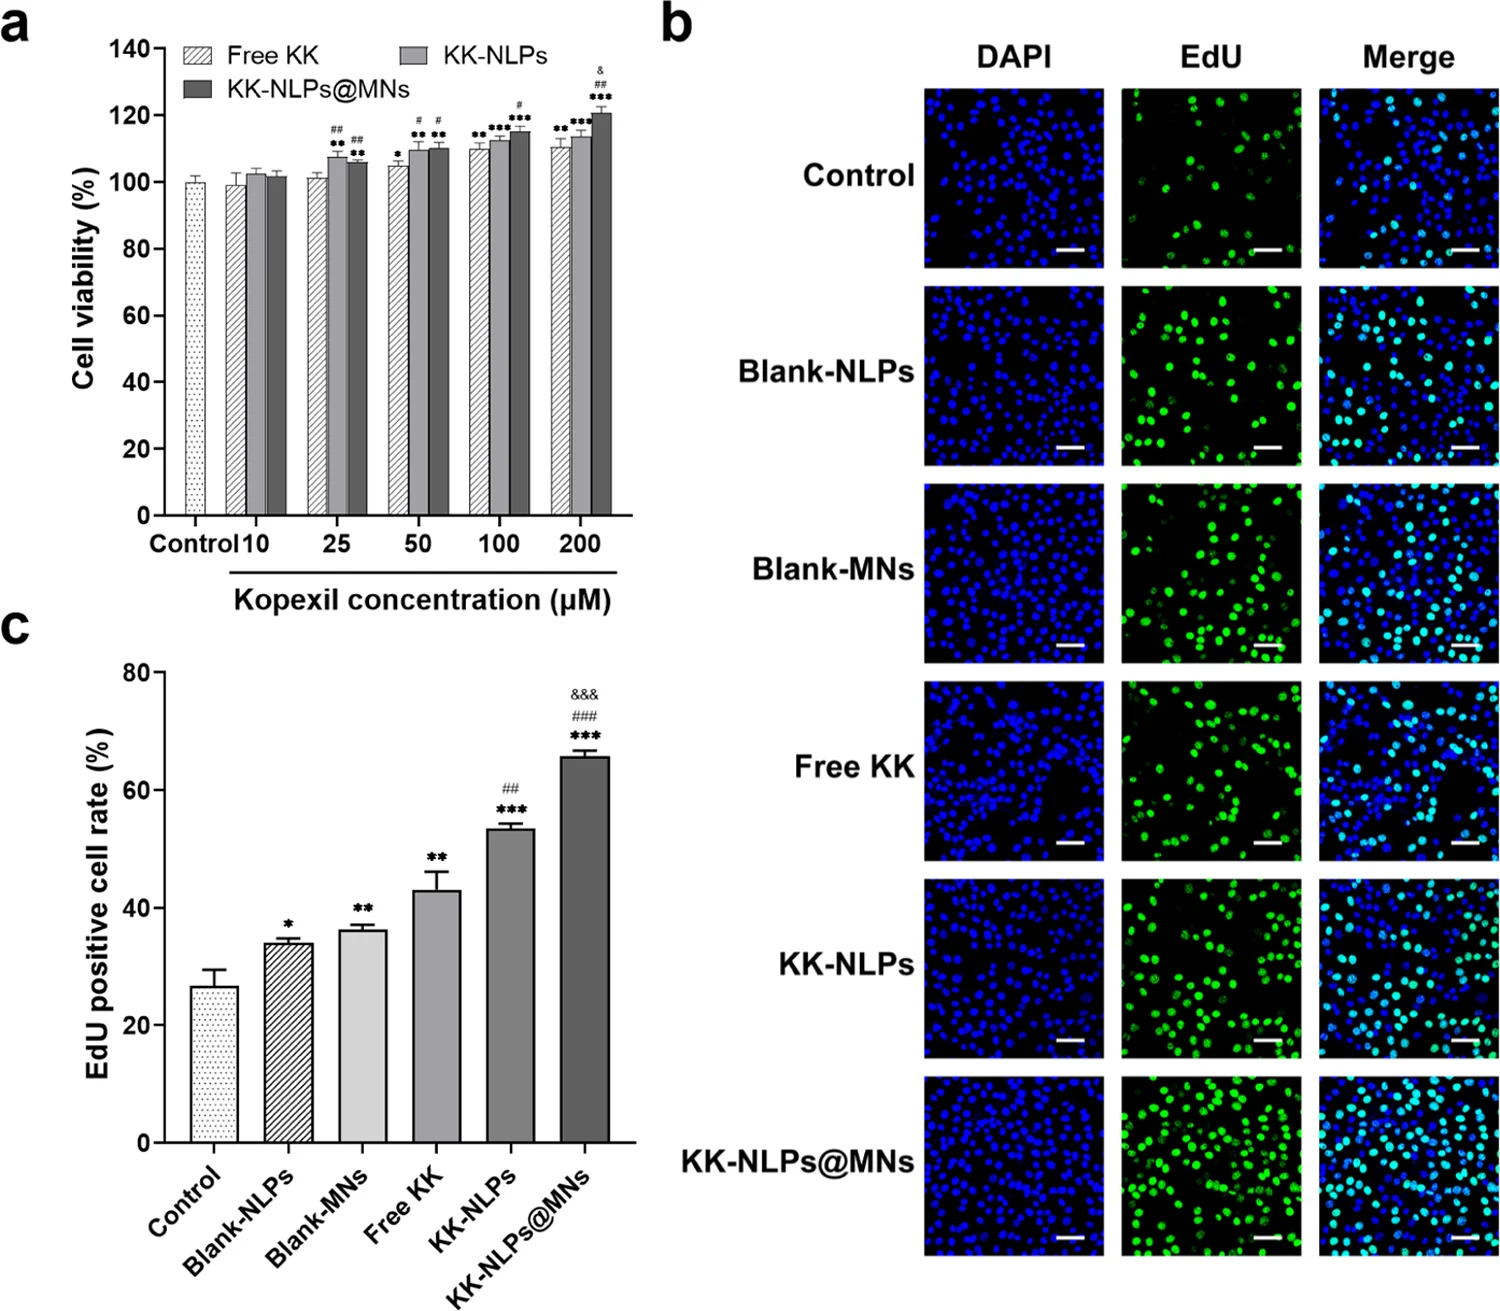 a
140
120
100
80
60
40
20
0
Cell viability (%)
Free KK
KK-NLPs
KK-NLPs@MNs
##
**
##
**
*
#
**
#
**
**
***
#
***
**
***
&
##
***
Control 10 25 50 100 200
Kopexil concentration (μM)
b
DAPI EdU Merge
Control
Blank-NLPs
Blank-MNs
Free KK
KK-NLPs
KK-NLPs@MNs
c
80
60
40
20
0
EdU positive cell rate (%)
*
**
**
##
***
&&&
###
***
Control
Blank-NLPs
Blank-MNs
Free KK
KK-NLPs
KK-NLPs@MNs